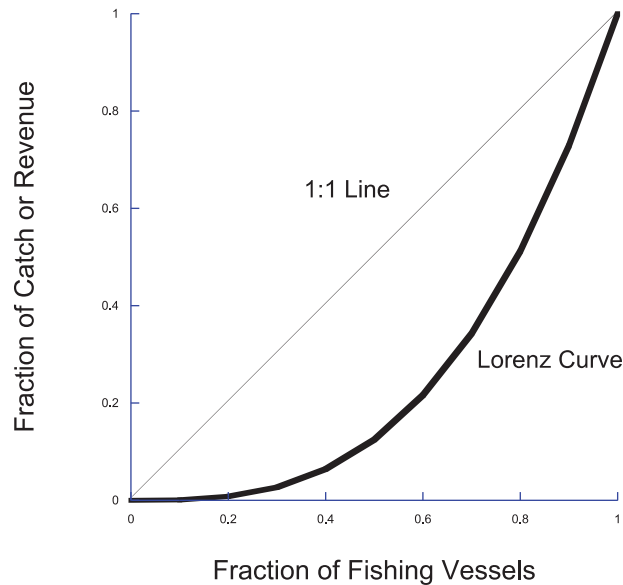 Fraction of Catch or Revenue
1
0.8
0.6
0.4
0.2
0
1:1 Line
Lorenz Curve
0 0.2 0.4 0.6 0.8 1
Fraction of Fishing Vessels